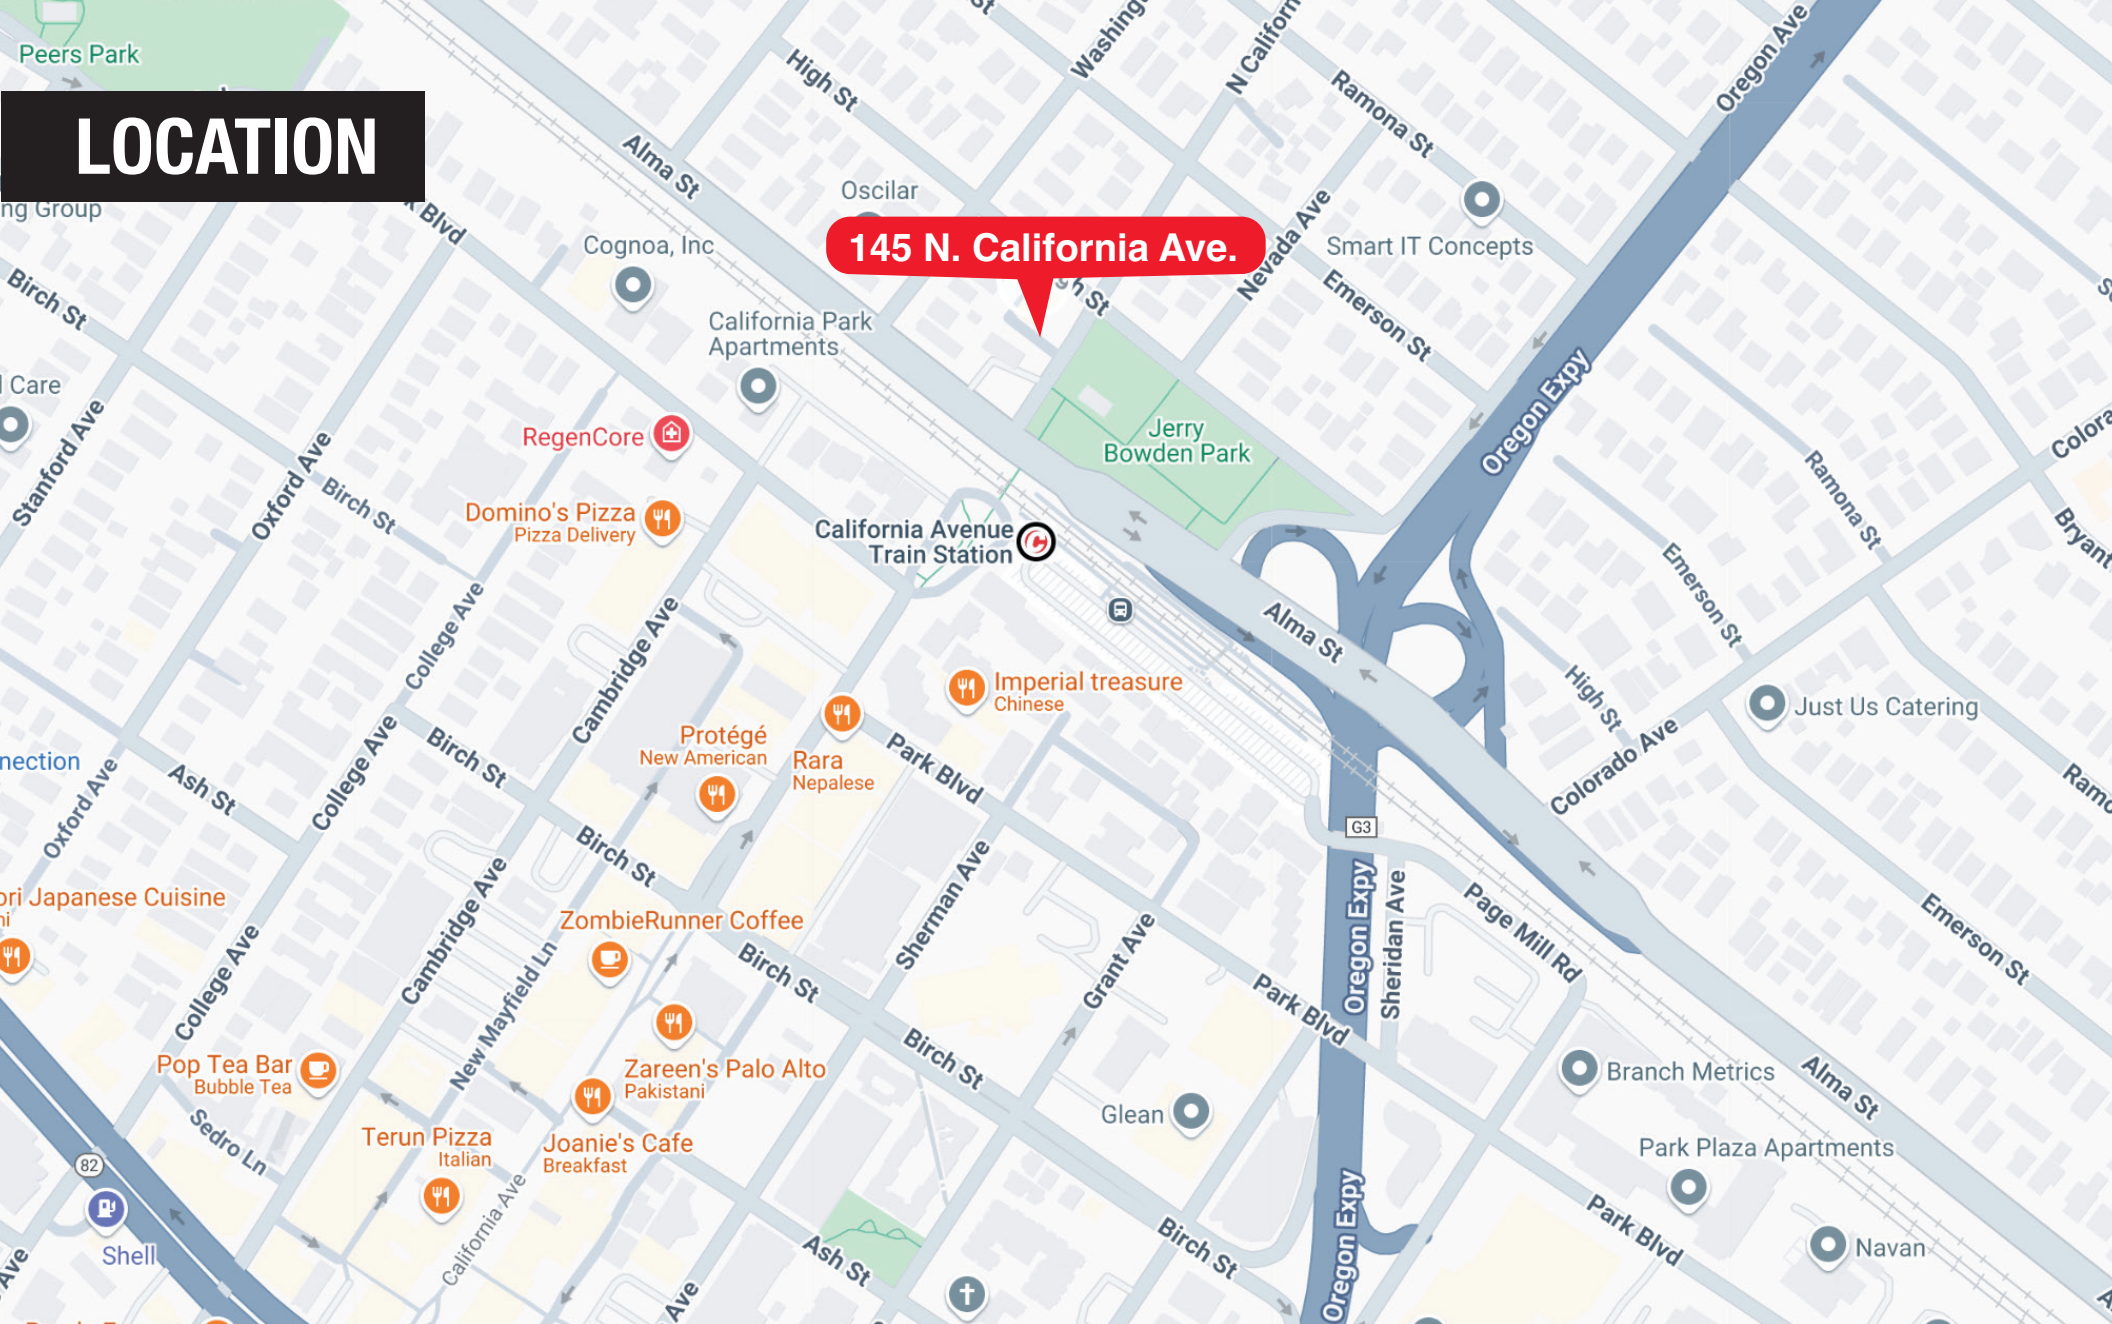 Peers Park
LOCATION
ng Group
Alma St
High St
Washing
N Californ
Ramona St
Oregon Ave
Oscilar
145 N. California Ave.
Cognoa, Inc
k Blvd
Birch St
California Park
Apartments
h St
Nevada Ave
Smart IT Concepts
Emerson St
l Care
Stanford Ave
Oxford Ave
Birch St
RegenCore
Jerry
Bowden Park
Oregon Expy
Colora
Ramona St
Bryant
Domino's Pizza
Pizza Delivery
California Avenue
Train Station
College Ave
Cambridge Ave
Alma St
Emerson St
High St
Imperial treasure
Chinese
Just Us Catering
Colorado Ave
Ramo
Protégé
New American
Rara
Nepalese
Park Blvd
nection
Oxford Ave
Ash St
College Ave
Birch St
Birch St
G3
ori Japanese Cuisine
ni
Cambridge Ave
ZombieRunner Coffee
Sherman Ave
Grant Ave
Oregon Expy
Sheridan Ave
Page Mill Rd
Emerson St
College Ave
New Mayfield Ln
Birch St
Park Blvd
Pop Tea Bar
Bubble Tea
Zareen's Palo Alto
Pakistani
Birch St
Branch Metrics
Alma St
Glean
Sedro Ln
Terun Pizza
Italian
Joanie's Cafe
Breakfast
Park Plaza Apartments
82
Shell
California Ave
Ash St
Birch St
Oregon Expy
Park Blvd
Navan
Ave
Ave